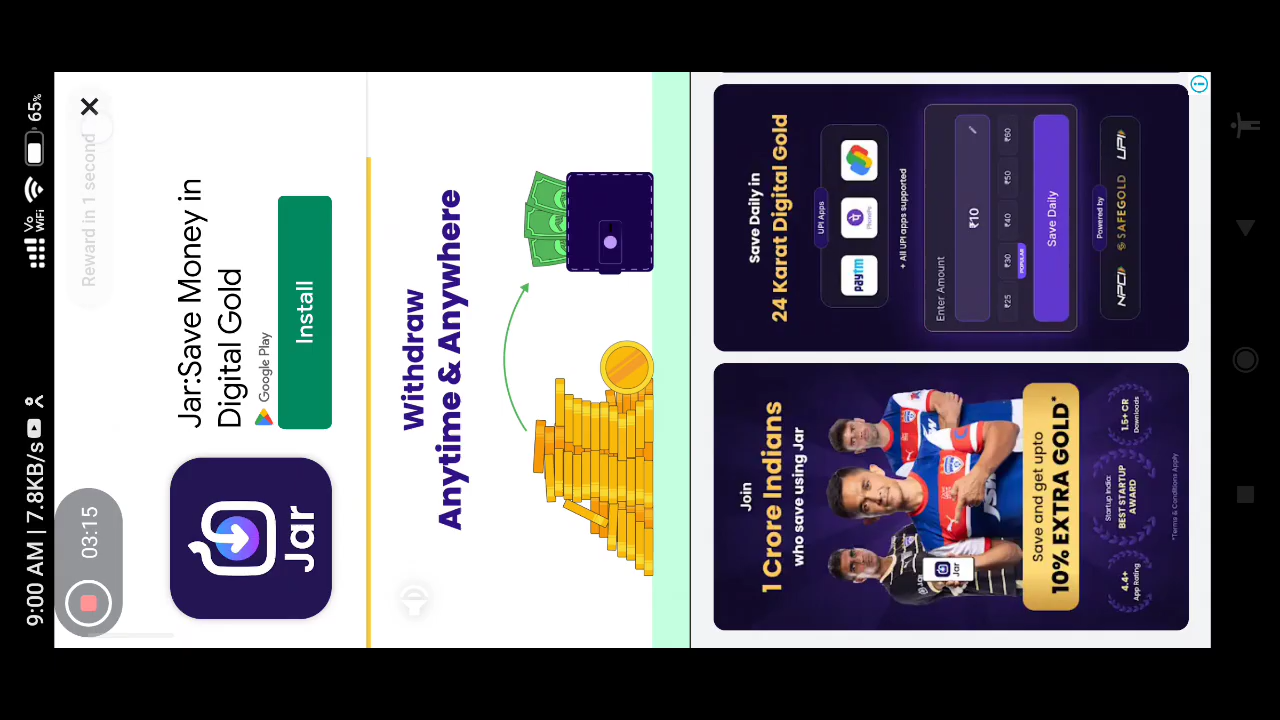 9:00 AM | 7.8KB/s
Vo
WiFi
65%
03:15
Reward in 1 second
Jar
Jar:Save Money in
Digital Gold
Google Play
Install
Withdraw
Anytime & Anywhere
Join
1 Crore Indians
who save using Jar
Jar
Save and get upto
10% EXTRA GOLD*
4.4+
App Rating
Startup India:
BEST STARTUP
AWARD
1.5+ CR
Downloads
*Terms & Conditions Apply
Save Daily in
24 Karat Digital Gold
UPI Apps
paytm
PhonePe
+ All UPI apps supported
Enter Amount
₹10
₹25
₹30
₹40
₹50
₹60
POPULAR
Save Daily
Powered by
NPCI
SAFEGOLD
UPI